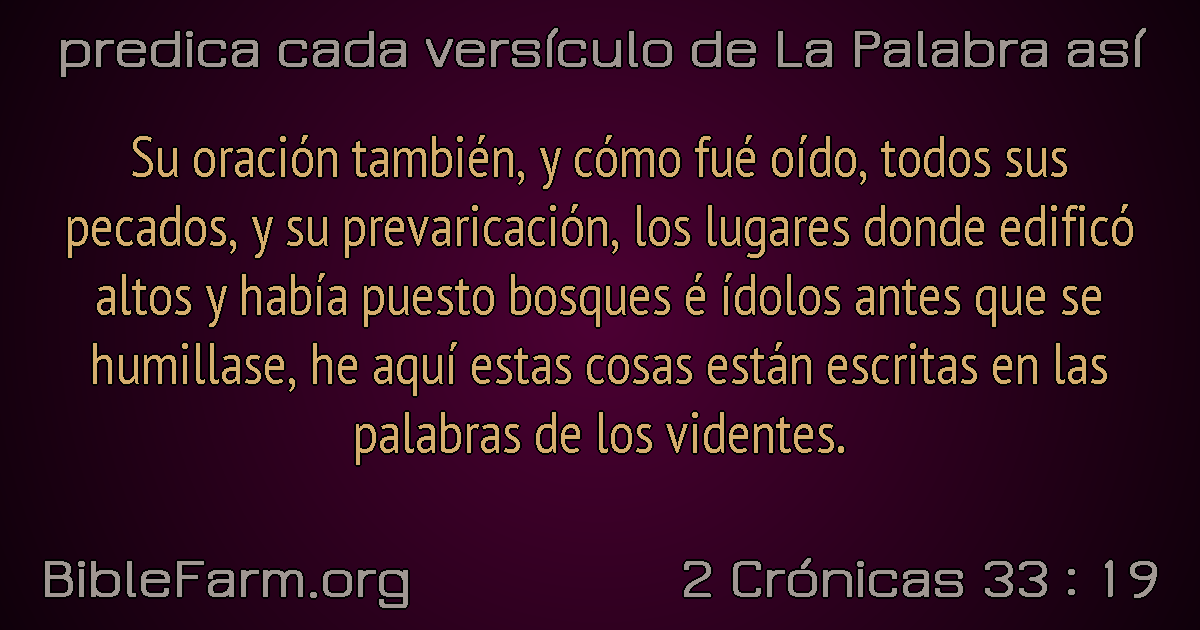 predica cada versículo de La Palabra así
Su oración también, y cómo fué oído, todos sus
pecados, y su prevaricación, los lugares donde edificó
altos y había puesto bosques é ídolos antes que se
humillase, he aquí estas cosas están escritas en las
palabras de los videntes.
BibleFarm.org 2 Crónicas 33 : 19